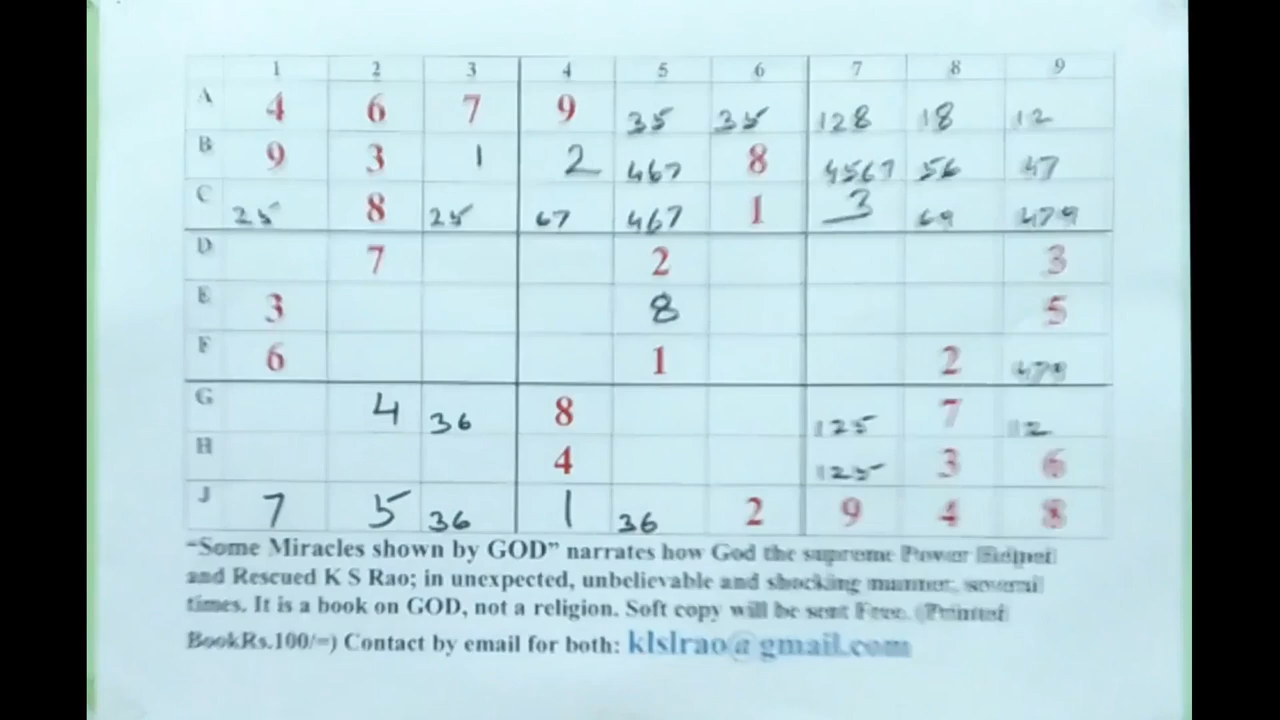 1 2 3 4 5 6 7 8 9
A 4 6 7 9 35 35 128 18 12
B 9 3 1 2 467 8 4567 56 47
C 25 8 25 67 467 1 3 69 479
D 7 2 3
E 3 8 5
F 6 1 2
G 4 36 8 125 7 12
H 4 125 3 6
J 7 5 36 1 36 2 9 4 8
"Some Miracles shown by GOD" narrates how God the supreme Power Helped
and Rescued K S Rao; in unexpected, unbelievable and shocking manner, several
times. It is a book on GOD, not a religion. Soft copy will be sent Free. (Printed
BookRs.100/=) Contact by email for both: klslrao@gmail.com